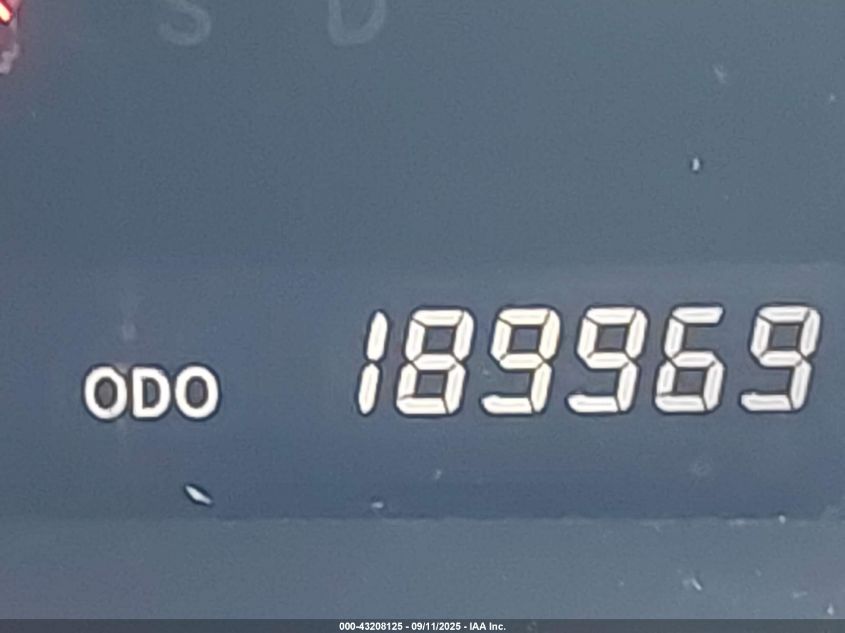 S D
ODO 189969
000-43208125 - 09/11/2025 - IAA Inc.